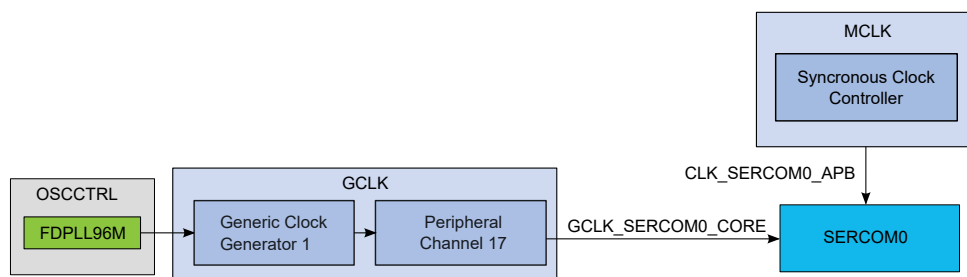 MCLK
Syncronous Clock
Controller
CLK_SERCOM0_APB
OSCCTRL
FDPLL96M
GCLK
Generic Clock
Generator 1
Peripheral
Channel 17
GCLK_SERCOM0_CORE
SERCOM0